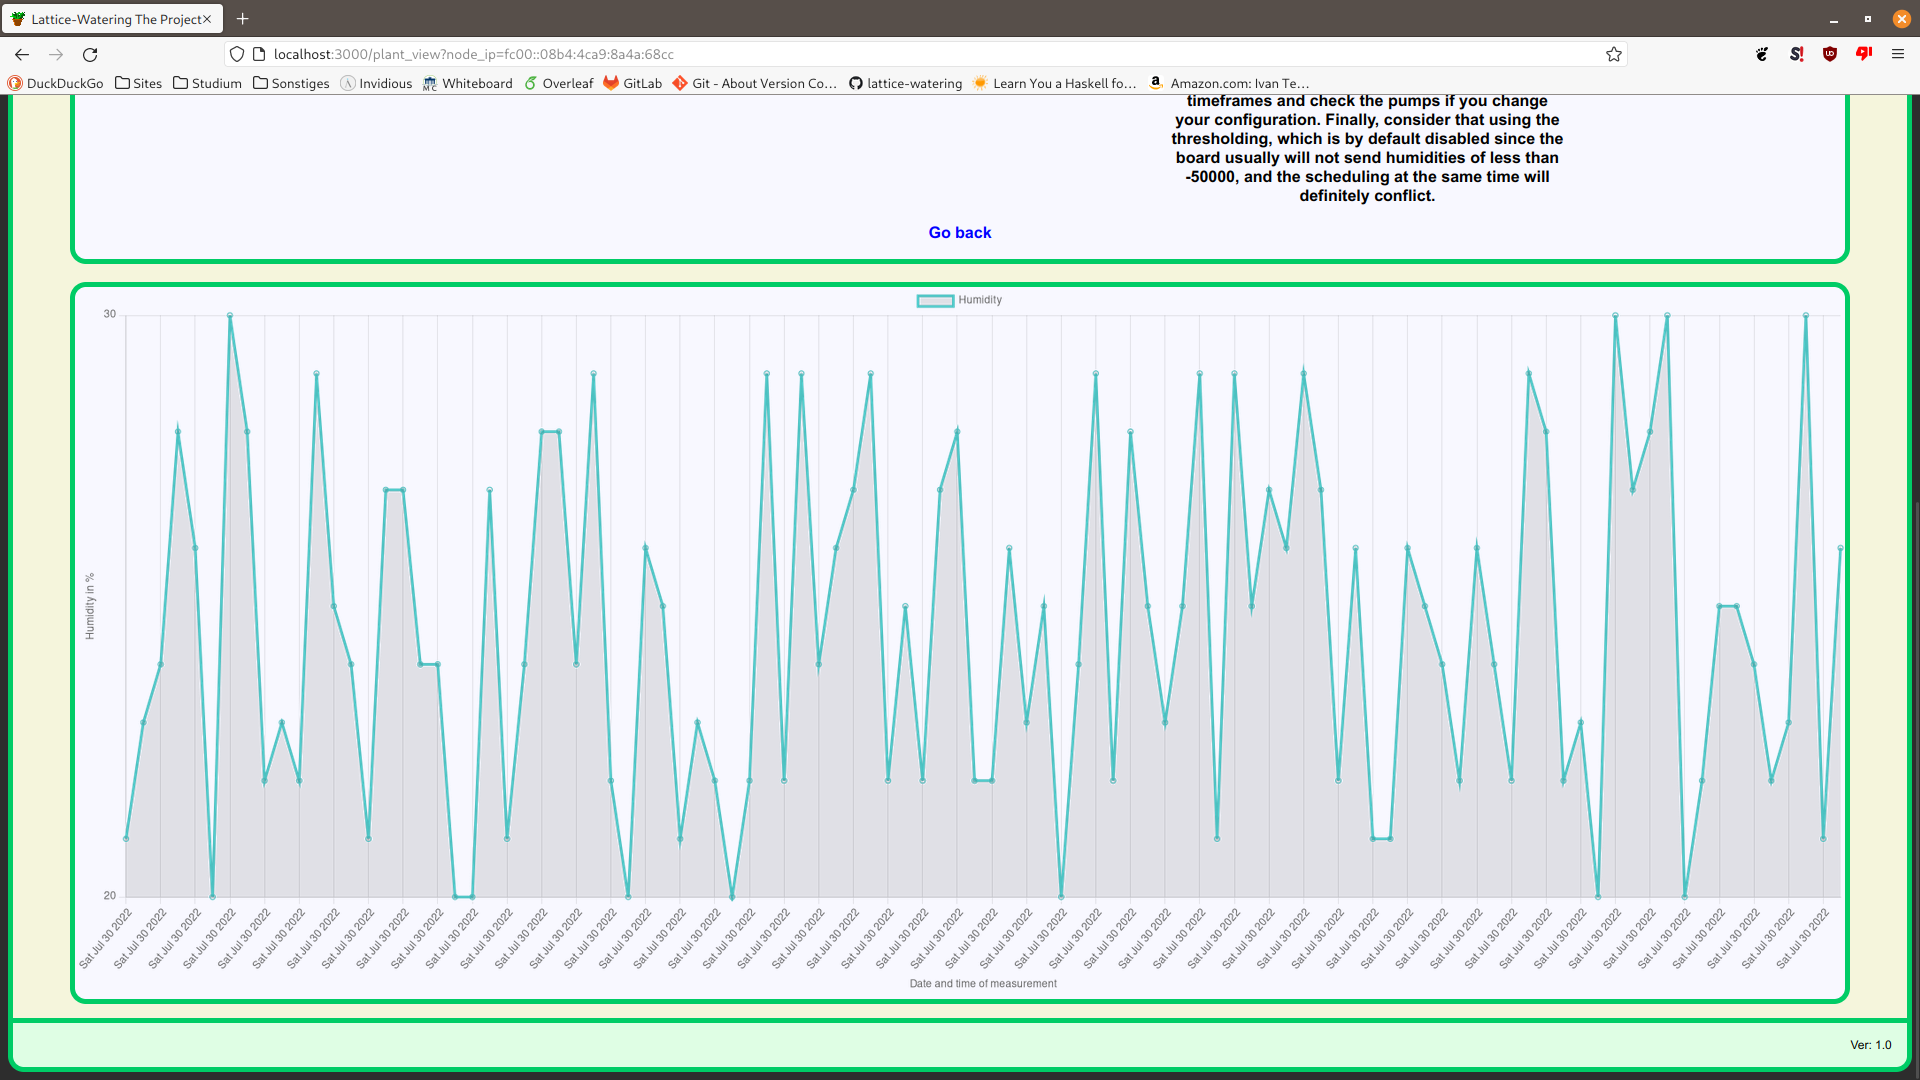 Lattice-Watering The Project
localhost:3000/plant_view?node_ip=fc00::08b4:4ca9:8a4a:68cc
DuckDuckGo Sites Studium Sonstiges Invidious Whiteboard Overleaf GitLab Git - About Version Co… lattice-watering Learn You a Haskell fo… Amazon.com: Ivan Te…
timeframes and check the pumps if you change
your configuration. Finally, consider that using the
thresholding, which is by default disabled since the
board usually will not send humidities of less than
-50000, and the scheduling at the same time will
definitely conflict.
Go back
Humidity
30
Humidity in %
20
Sat Jul 30 2022 Sat Jul 30 2022 Sat Jul 30 2022 Sat Jul 30 2022 Sat Jul 30 2022 Sat Jul 30 2022 Sat Jul 30 2022 Sat Jul 30 2022 Sat Jul 30 2022 Sat Jul 30 2022 Sat Jul 30 2022 Sat Jul 30 2022 Sat Jul 30 2022 Sat Jul 30 2022 Sat Jul 30 2022 Sat Jul 30 2022 Sat Jul 30 2022 Sat Jul 30 2022 Sat Jul 30 2022 Sat Jul 30 2022 Sat Jul 30 2022 Sat Jul 30 2022 Sat Jul 30 2022 Sat Jul 30 2022 Sat Jul 30 2022 Sat Jul 30 2022 Sat Jul 30 2022 Sat Jul 30 2022 Sat Jul 30 2022 Sat Jul 30 2022 Sat Jul 30 2022 Sat Jul 30 2022 Sat Jul 30 2022 Sat Jul 30 2022 Sat Jul 30 2022 Sat Jul 30 2022 Sat Jul 30 2022 Sat Jul 30 2022 Sat Jul 30 2022 Sat Jul 30 2022 Sat Jul 30 2022 Sat Jul 30 2022 Sat Jul 30 2022 Sat Jul 30 2022 Sat Jul 30 2022 Sat Jul 30 2022 Sat Jul 30 2022 Sat Jul 30 2022 Sat Jul 30 2022 Sat Jul 30 2022
Date and time of measurement
Ver: 1.0